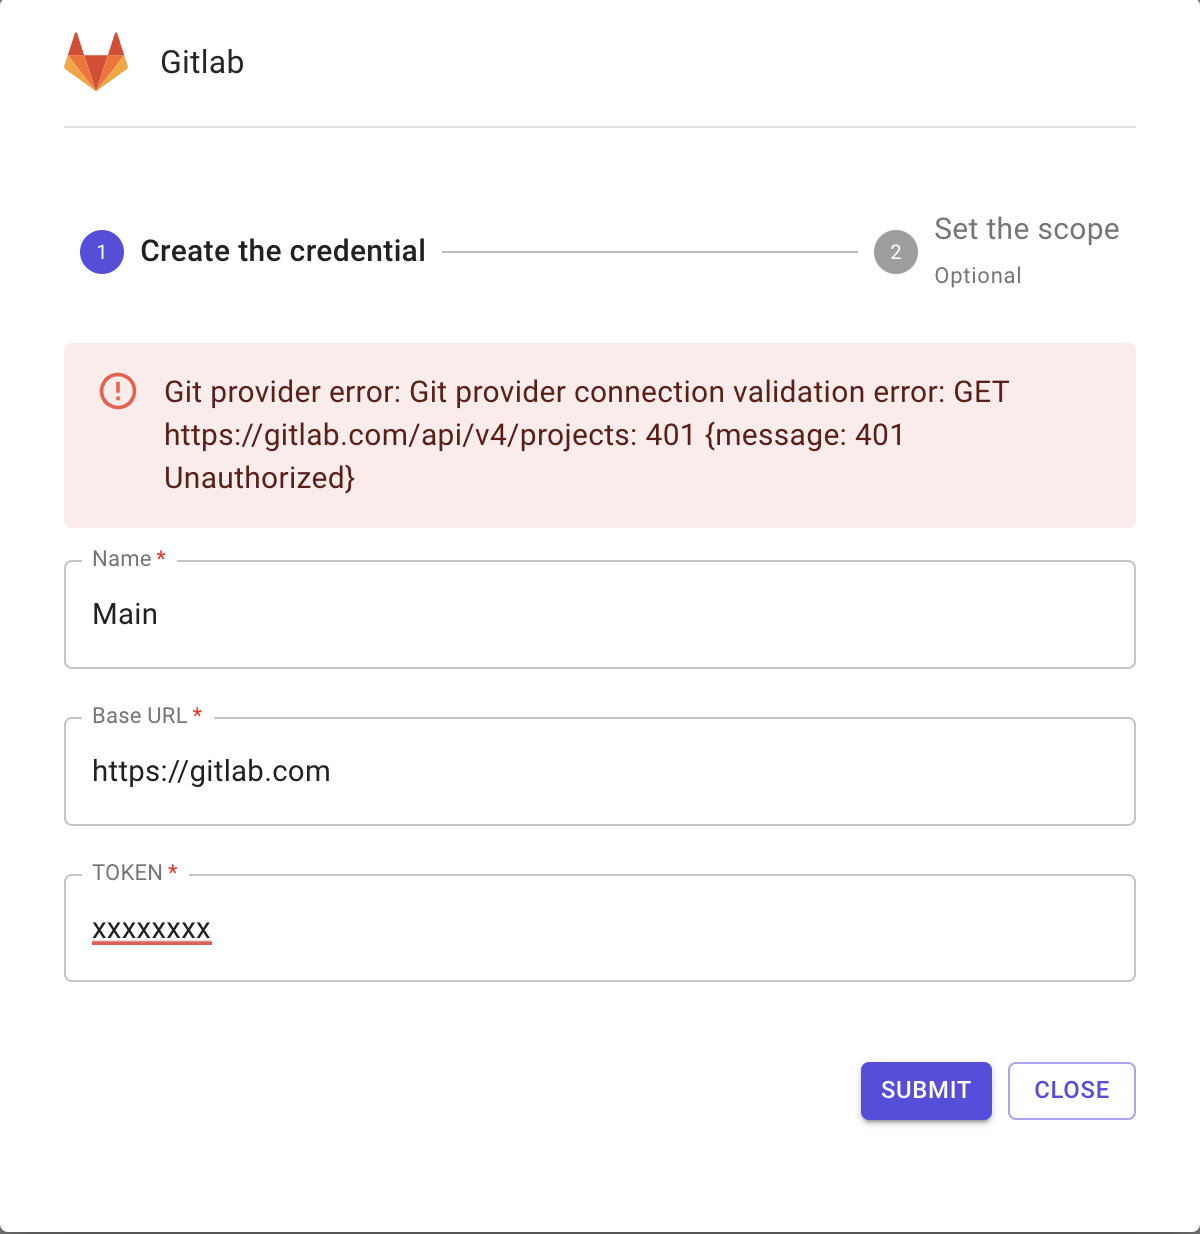 Gitlab
1
Create the credential
2
Set the scope
Optional
Git provider error: Git provider connection validation error: GET
https://gitlab.com/api/v4/projects: 401 {message: 401
Unauthorized}
Name *
Main
Base URL *
https://gitlab.com
TOKEN *
xxxxxxxx
SUBMIT
CLOSE